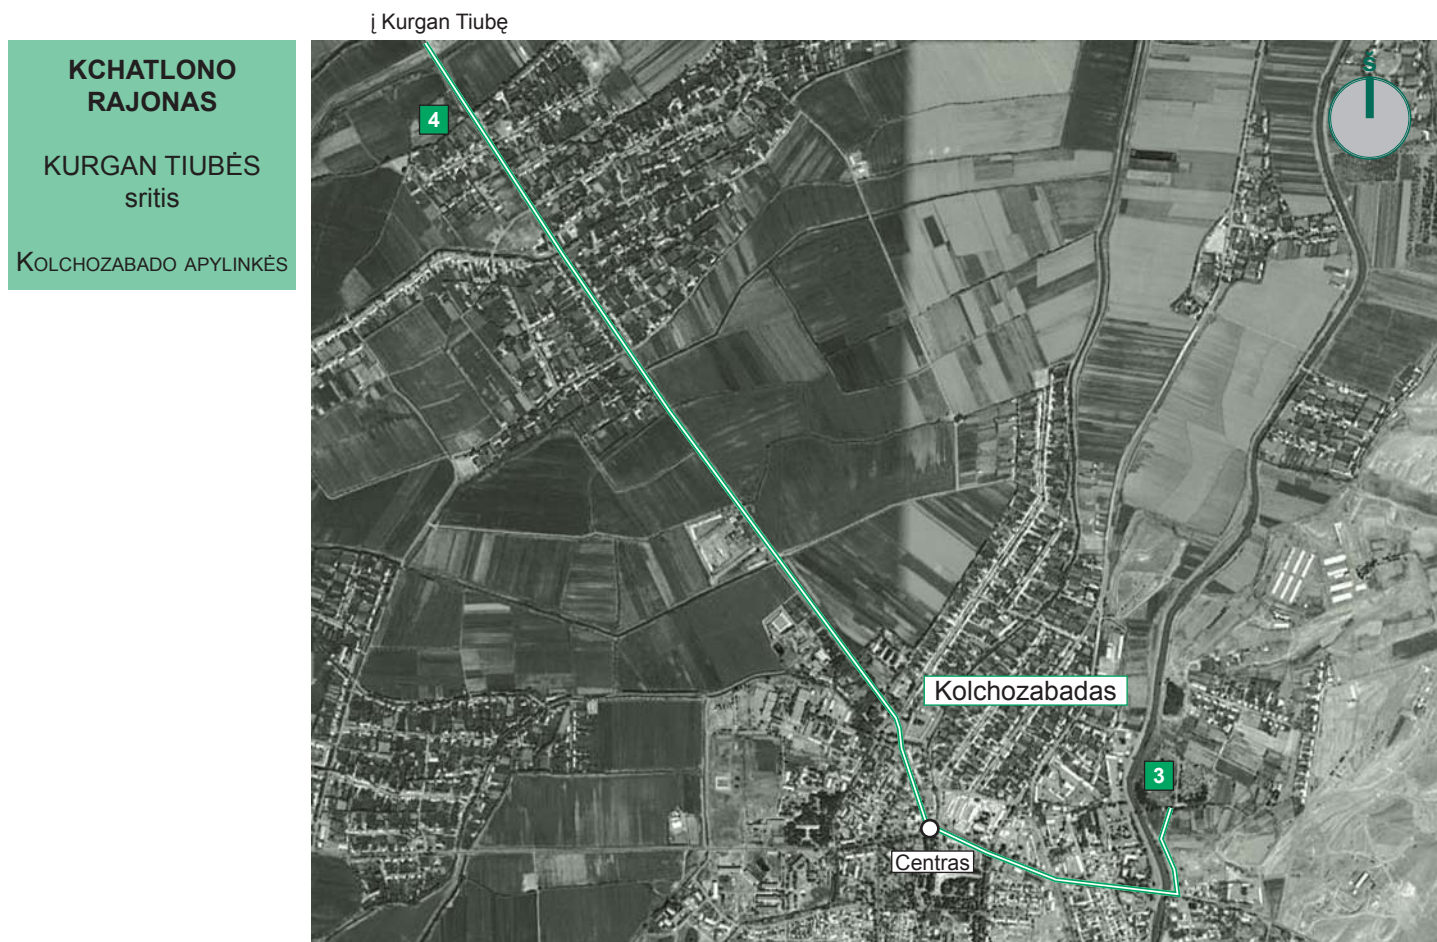 į Kurgan Tiubę
KCHATLONO
RAJONAS
KURGAN TIUBĖS
sritis
KOLCHOZABADO APYLINKĖS
Š
4
Kolchozabadas
3
Centras